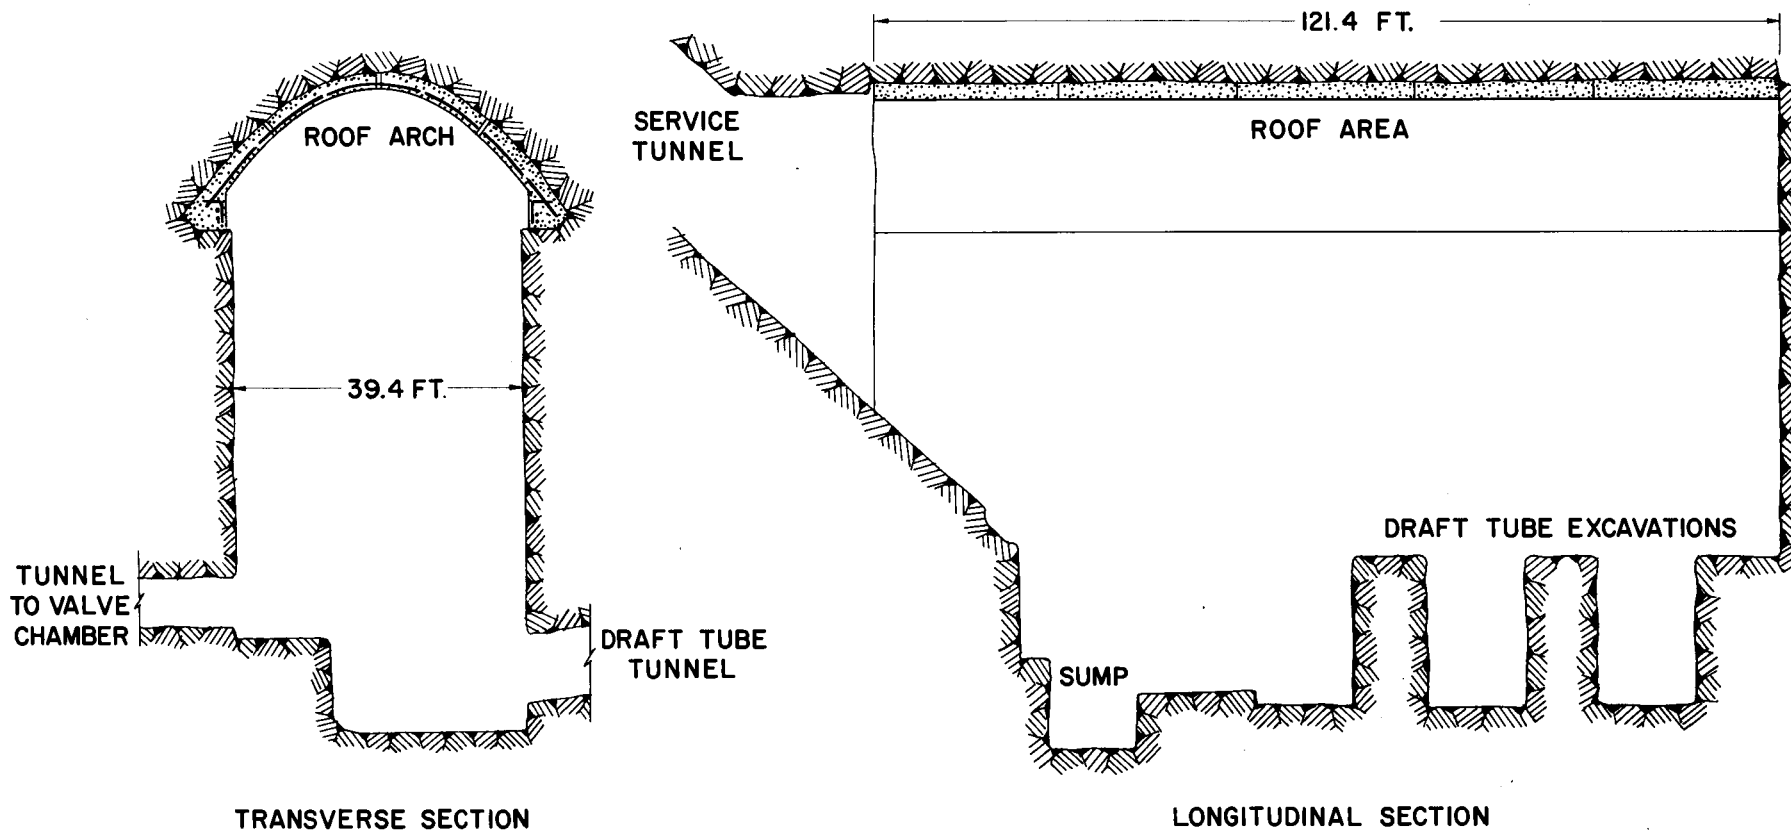 121.4 FT.
ROOF ARCH
SERVICE
TUNNEL
ROOF AREA
39.4 FT.
DRAFT TUBE EXCAVATIONS
TUNNEL
TO VALVE
CHAMBER
DRAFT TUBE
TUNNEL
SUMP
TRANSVERSE SECTION
LONGITUDINAL SECTION